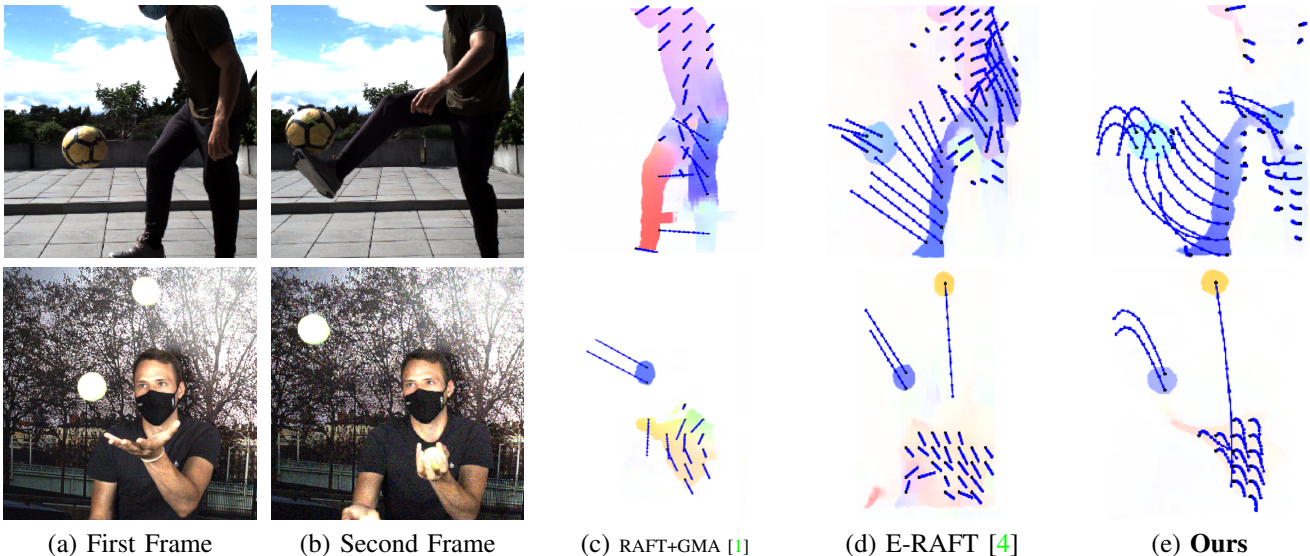 (a) First Frame
(b) Second Frame
(c) RAFT+GMA [1]
(d) E-RAFT [4]
(e) Ours